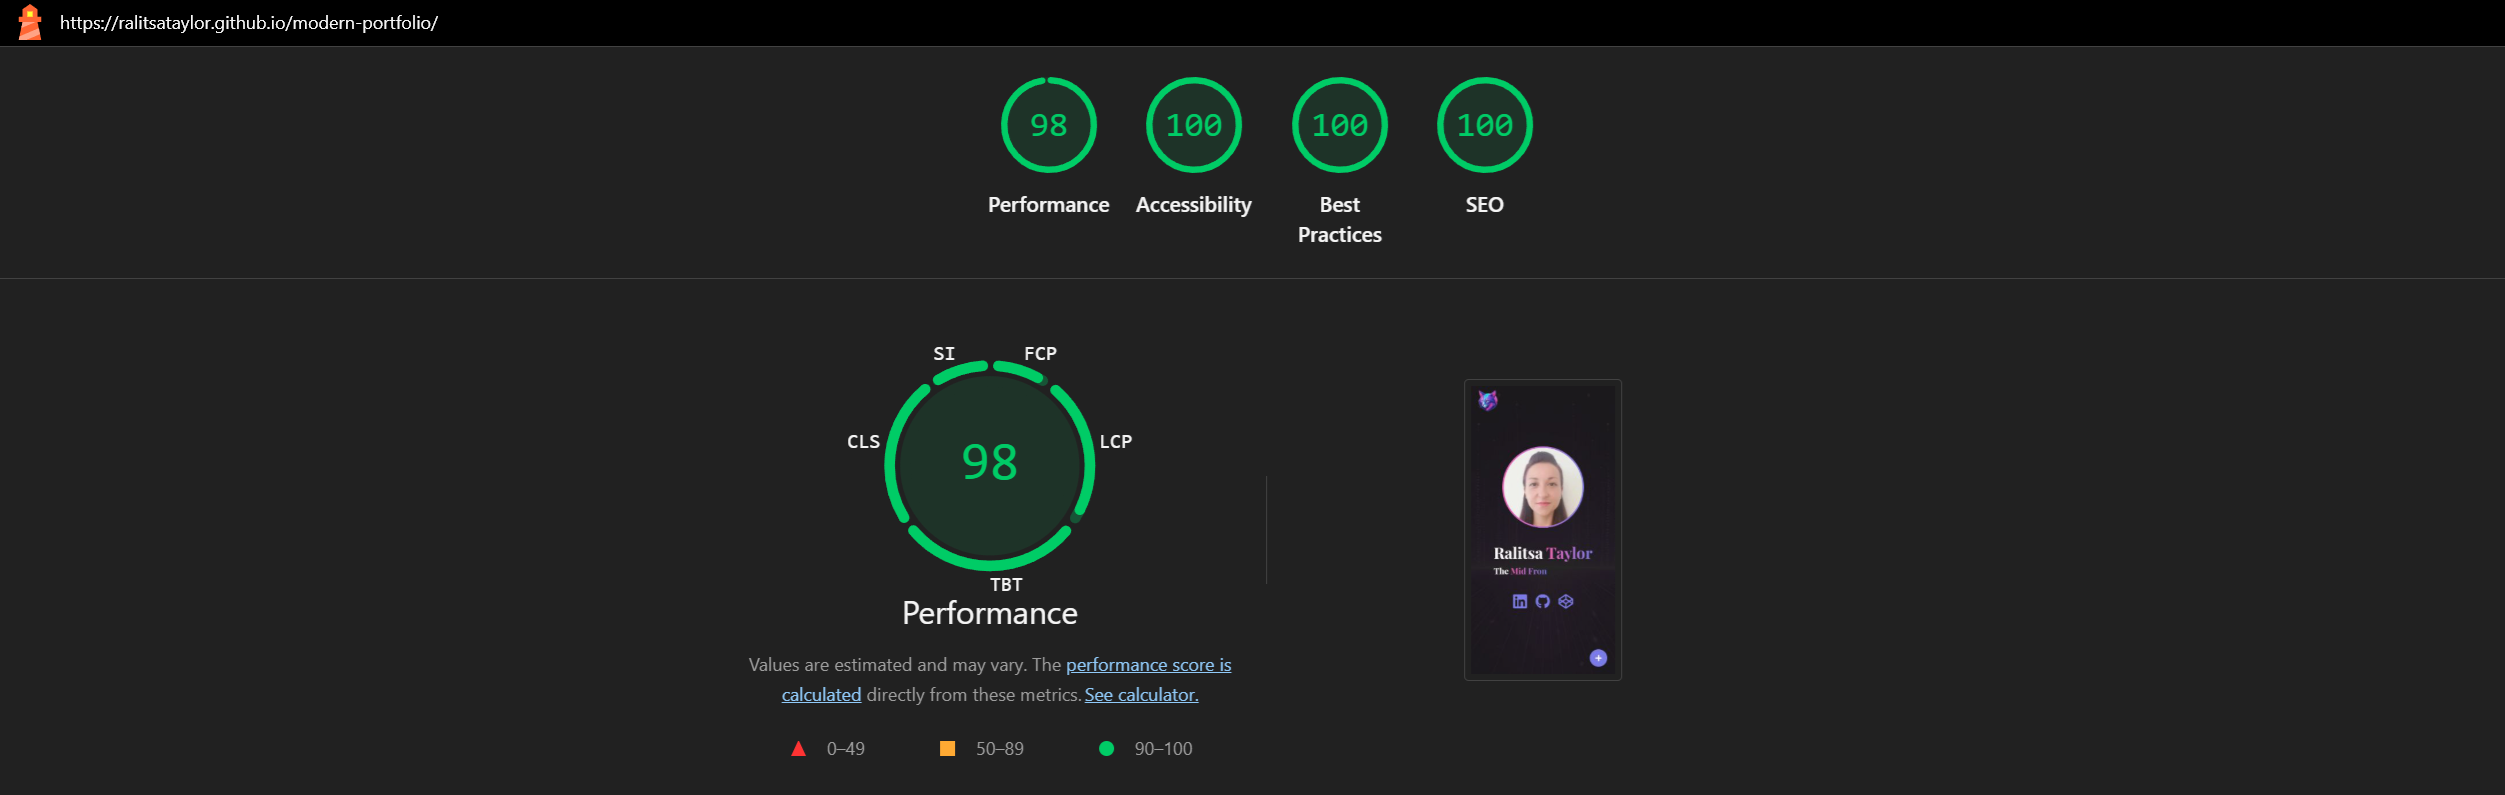 https://ralitsataylor.github.io/modern-portfolio/
98
100
100
100
Performance
Accessibility
Best
Practices
SEO
SI
FCP
CLS
LCP
98
TBT
Performance
Values are estimated and may vary. The performance score is
calculated directly from these metrics. See calculator.
0–49
50–89
90–100
Ralitsa Taylor
The Mid Fron
in
+